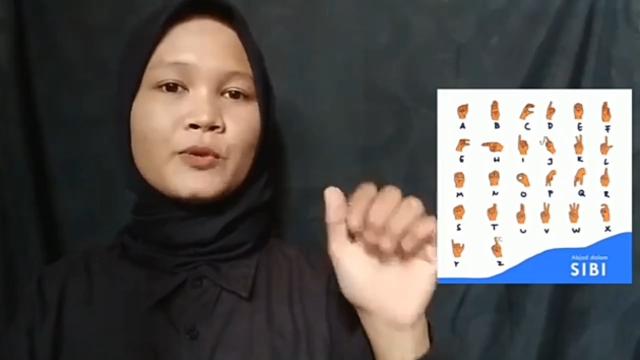 A B C D E F
G H I J K L
M N O P Q R
S T U V W X
Y Z
Abjad dalam
SIBI